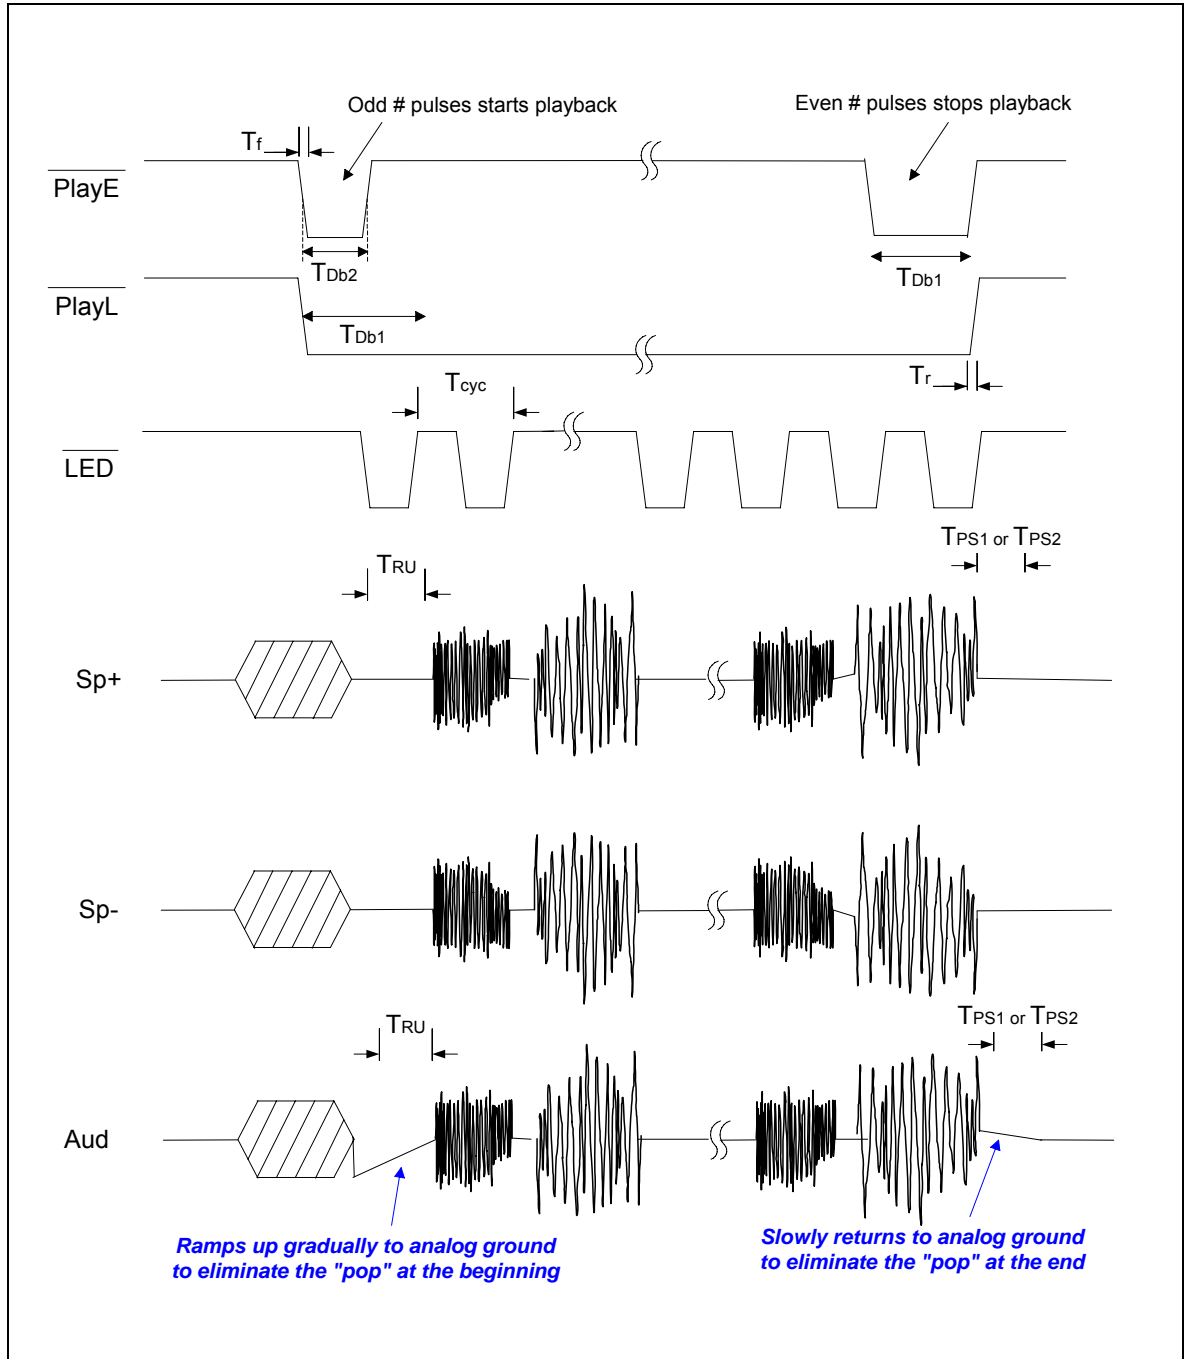 Odd # pulses starts playback
Even # pulses stops playback
Tf
PlayE
TDb2
TDb1
PlayL
TDb1
Tr
Tcyc
LED
TPS1 or TPS2
TRU
Sp+
Sp-
TPS1 or TPS2
TRU
Aud
Ramps up gradually to analog ground
to eliminate the "pop" at the beginning
Slowly returns to analog ground
to eliminate the "pop" at the end